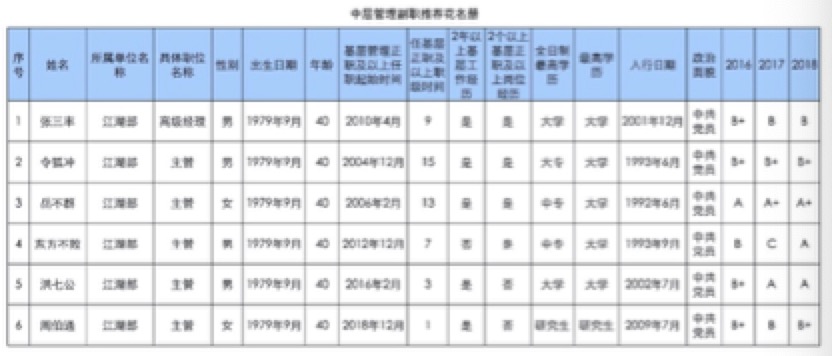 中层管理副职推荐花名册
序号 姓名 所属单位名称 具体职位名称 性别 出生日期 年龄 基层管理正职及以上任职起始时间 任基层正职及以上职级时间 2年以上基层工作经历 2个以上基层正职及以上岗位经历 全日制最高学历 最高学历 入行日期 政治面貌 2016 2017 2018
1 张三丰 江湖部 高级经理 男 1979年9月 40 2010年4月 9 是 是 大学 大学 2001年12月 中共党员 B+ B B
2 令狐冲 江湖部 主管 男 1979年9月 40 2004年12月 15 是 是 大专 大学 1993年6月 中共党员 B+ B+ B+
3 岳不群 江湖部 主管 女 1979年9月 40 2006年2月 13 是 是 中专 大学 1992年6月 中共党员 A A+ A+
4 东方不败 江湖部 主管 男 1979年9月 40 2012年12月 7 否 是 中专 大学 1993年9月 中共党员 B C A
5 洪七公 江湖部 主管 男 1979年9月 40 2016年2月 3 是 否 大学 大学 2002年7月 中共党员 B+ A A
6 周伯通 江湖部 主管 女 1979年9月 40 2018年12月 1 是 否 研究生 研究生 2009年7月 中共党员 B+ B B+